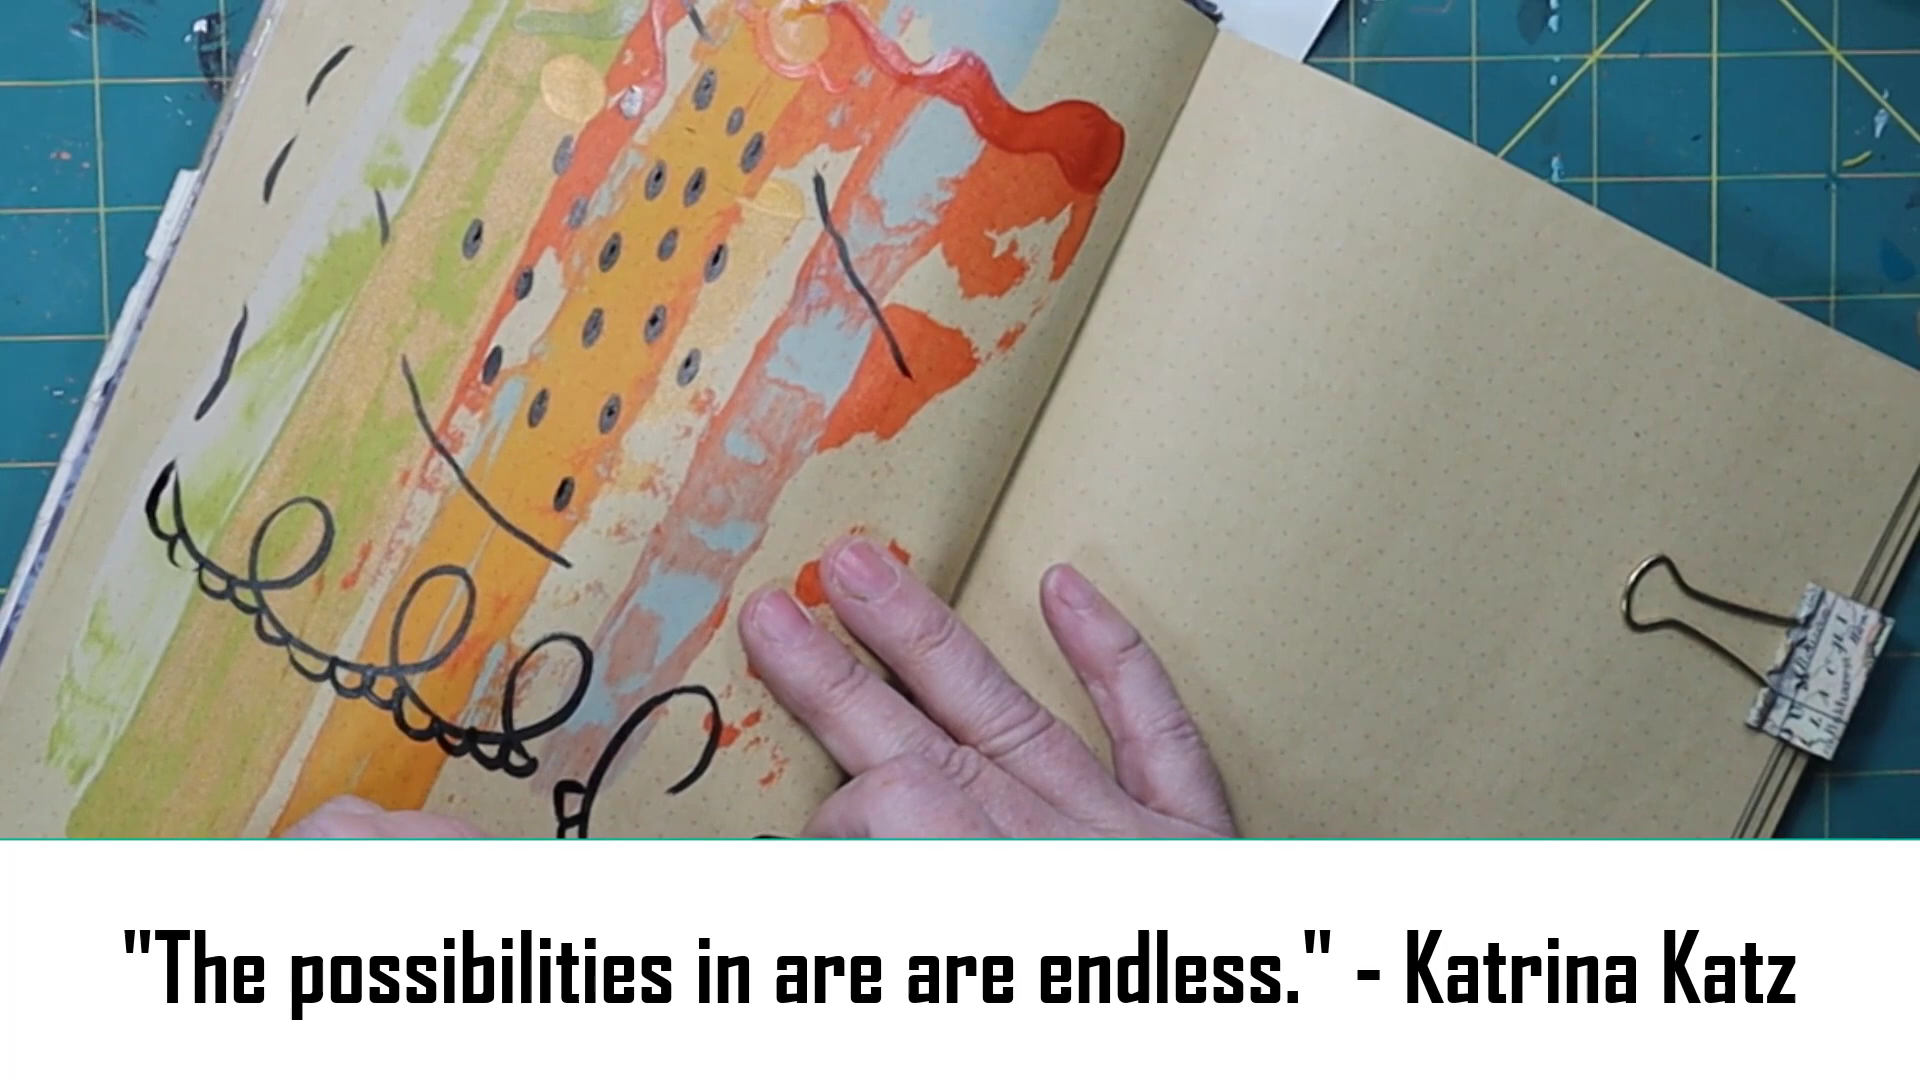 "The possibilities in are are endless." - Katrina Katz